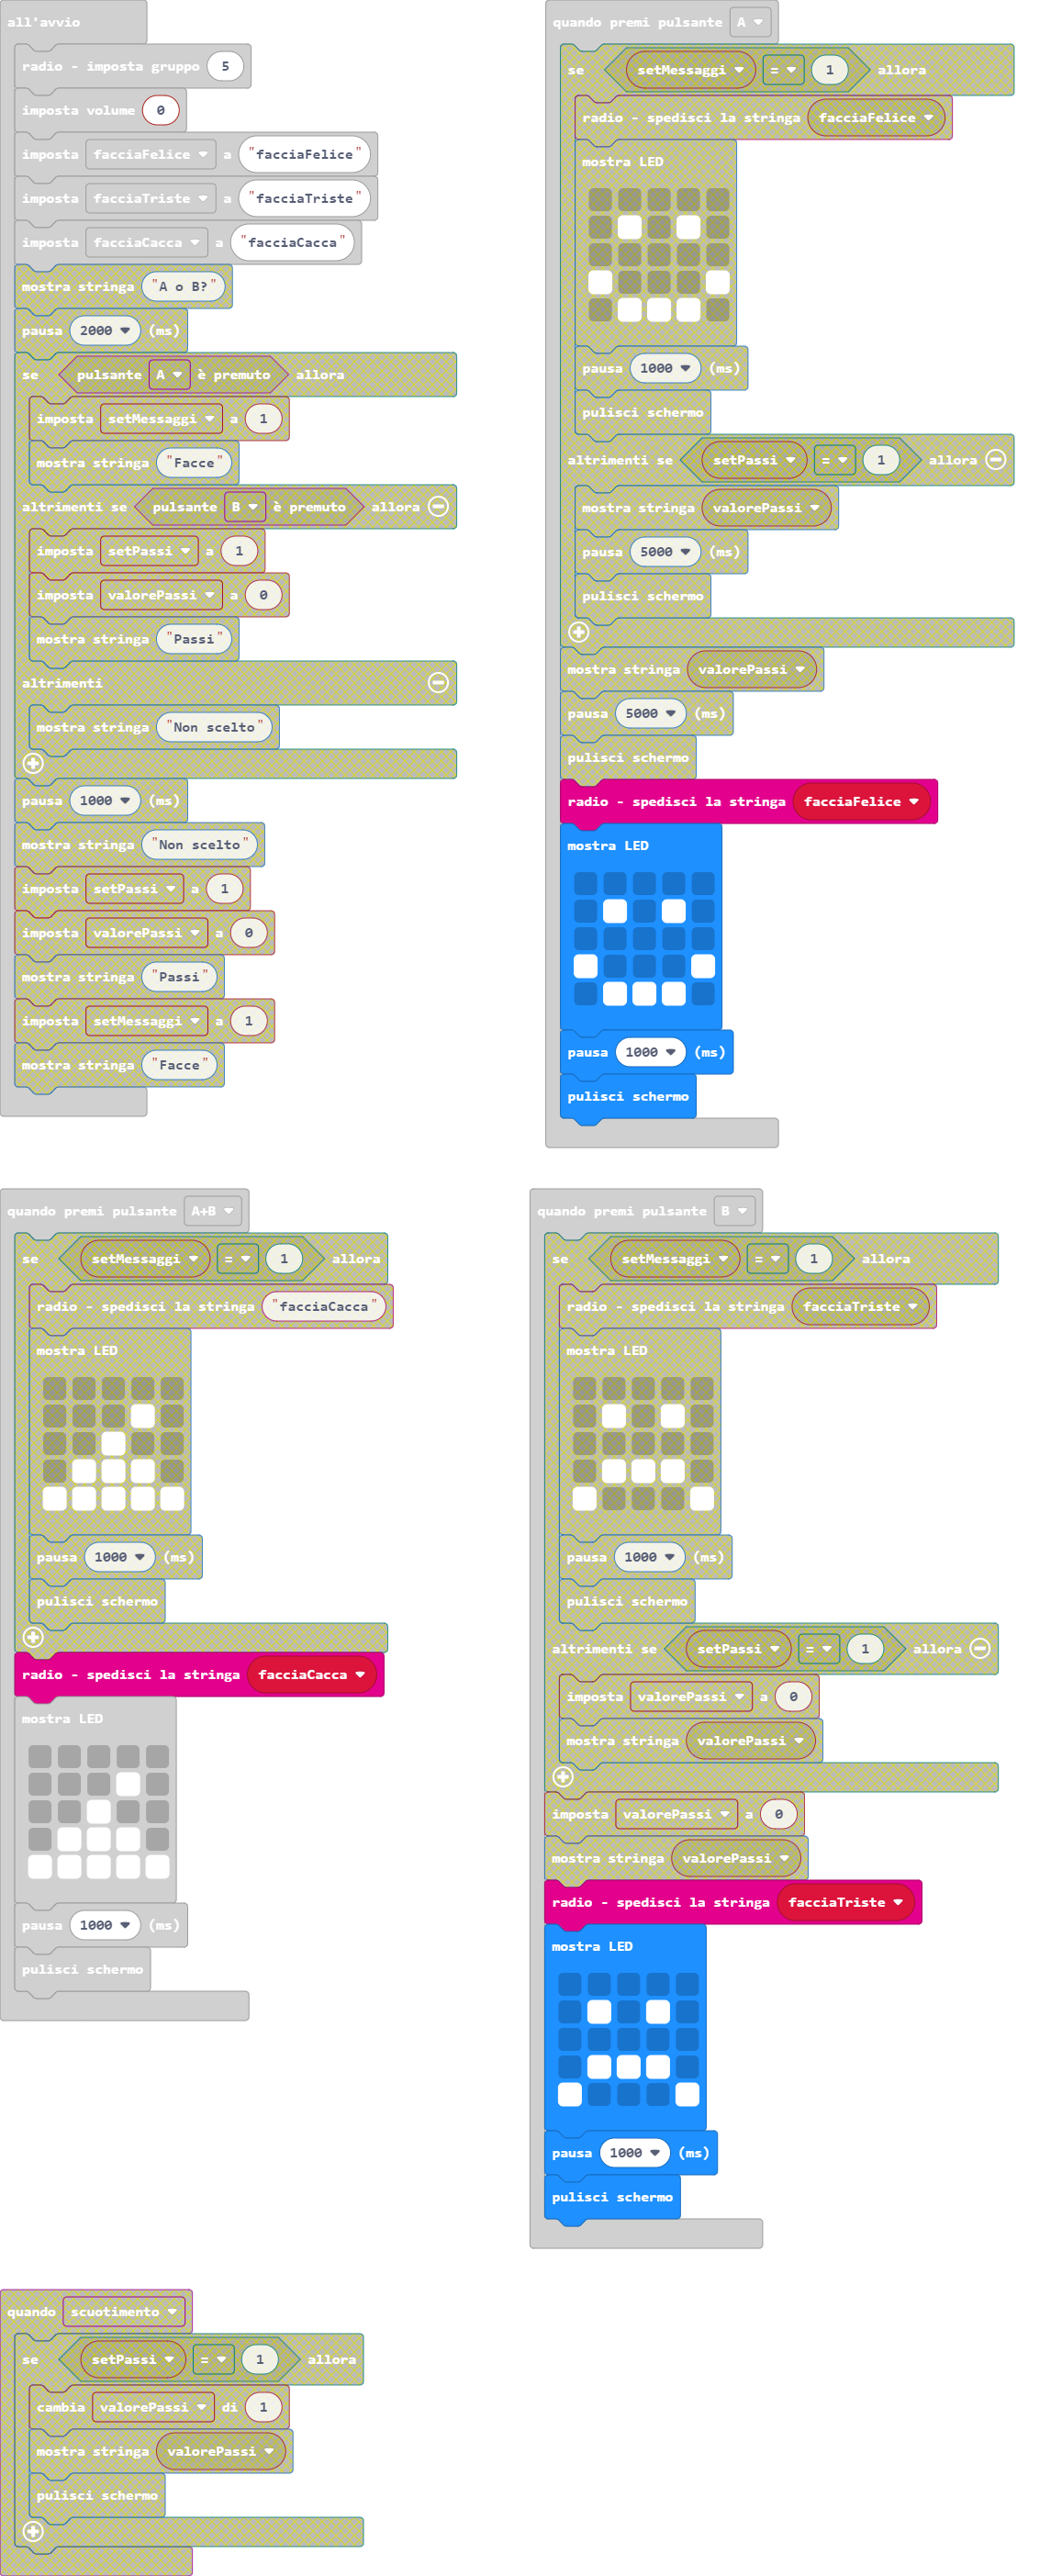 all'avvio
radio - imposta gruppo 5
imposta volume 0
imposta facciaFelice a "facciaFelice"
imposta facciaTriste a "facciaTriste"
imposta facciaCacca a "facciaCacca"
mostra stringa "A o B?"
pausa 2000 (ms)
se pulsante A è premuto allora
imposta setMessaggi a 1
mostra stringa "Facce"
altrimenti se pulsante B è premuto allora
imposta setPassi a 1
imposta valorePassi a 0
mostra stringa "Passi"
altrimenti
mostra stringa "Non scelto"
pausa 1000 (ms)
mostra stringa "Non scelto"
imposta setPassi a 1
imposta valorePassi a 0
mostra stringa "Passi"
imposta setMessaggi a 1
mostra stringa "Facce"
quando premi pulsante A
se setMessaggi = 1 allora
radio - spedisci la stringa facciaFelice
mostra LED
pausa 1000 (ms)
pulisci schermo
altrimenti se setPassi = 1 allora
mostra stringa valorePassi
pausa 5000 (ms)
pulisci schermo
mostra stringa valorePassi
pausa 5000 (ms)
pulisci schermo
radio - spedisci la stringa facciaFelice
mostra LED
pausa 1000 (ms)
pulisci schermo
quando premi pulsante A+B
se setMessaggi = 1 allora
radio - spedisci la stringa "facciaCacca"
mostra LED
pausa 1000 (ms)
pulisci schermo
radio - spedisci la stringa facciaCacca
mostra LED
pausa 1000 (ms)
pulisci schermo
quando premi pulsante B
se setMessaggi = 1 allora
radio - spedisci la stringa facciaTriste
mostra LED
pausa 1000 (ms)
pulisci schermo
altrimenti se setPassi = 1 allora
imposta valorePassi a 0
mostra stringa valorePassi
imposta valorePassi a 0
mostra stringa valorePassi
radio - spedisci la stringa facciaTriste
mostra LED
pausa 1000 (ms)
pulisci schermo
quando scuotimento
se setPassi = 1 allora
cambia valorePassi di 1
mostra stringa valorePassi
pulisci schermo